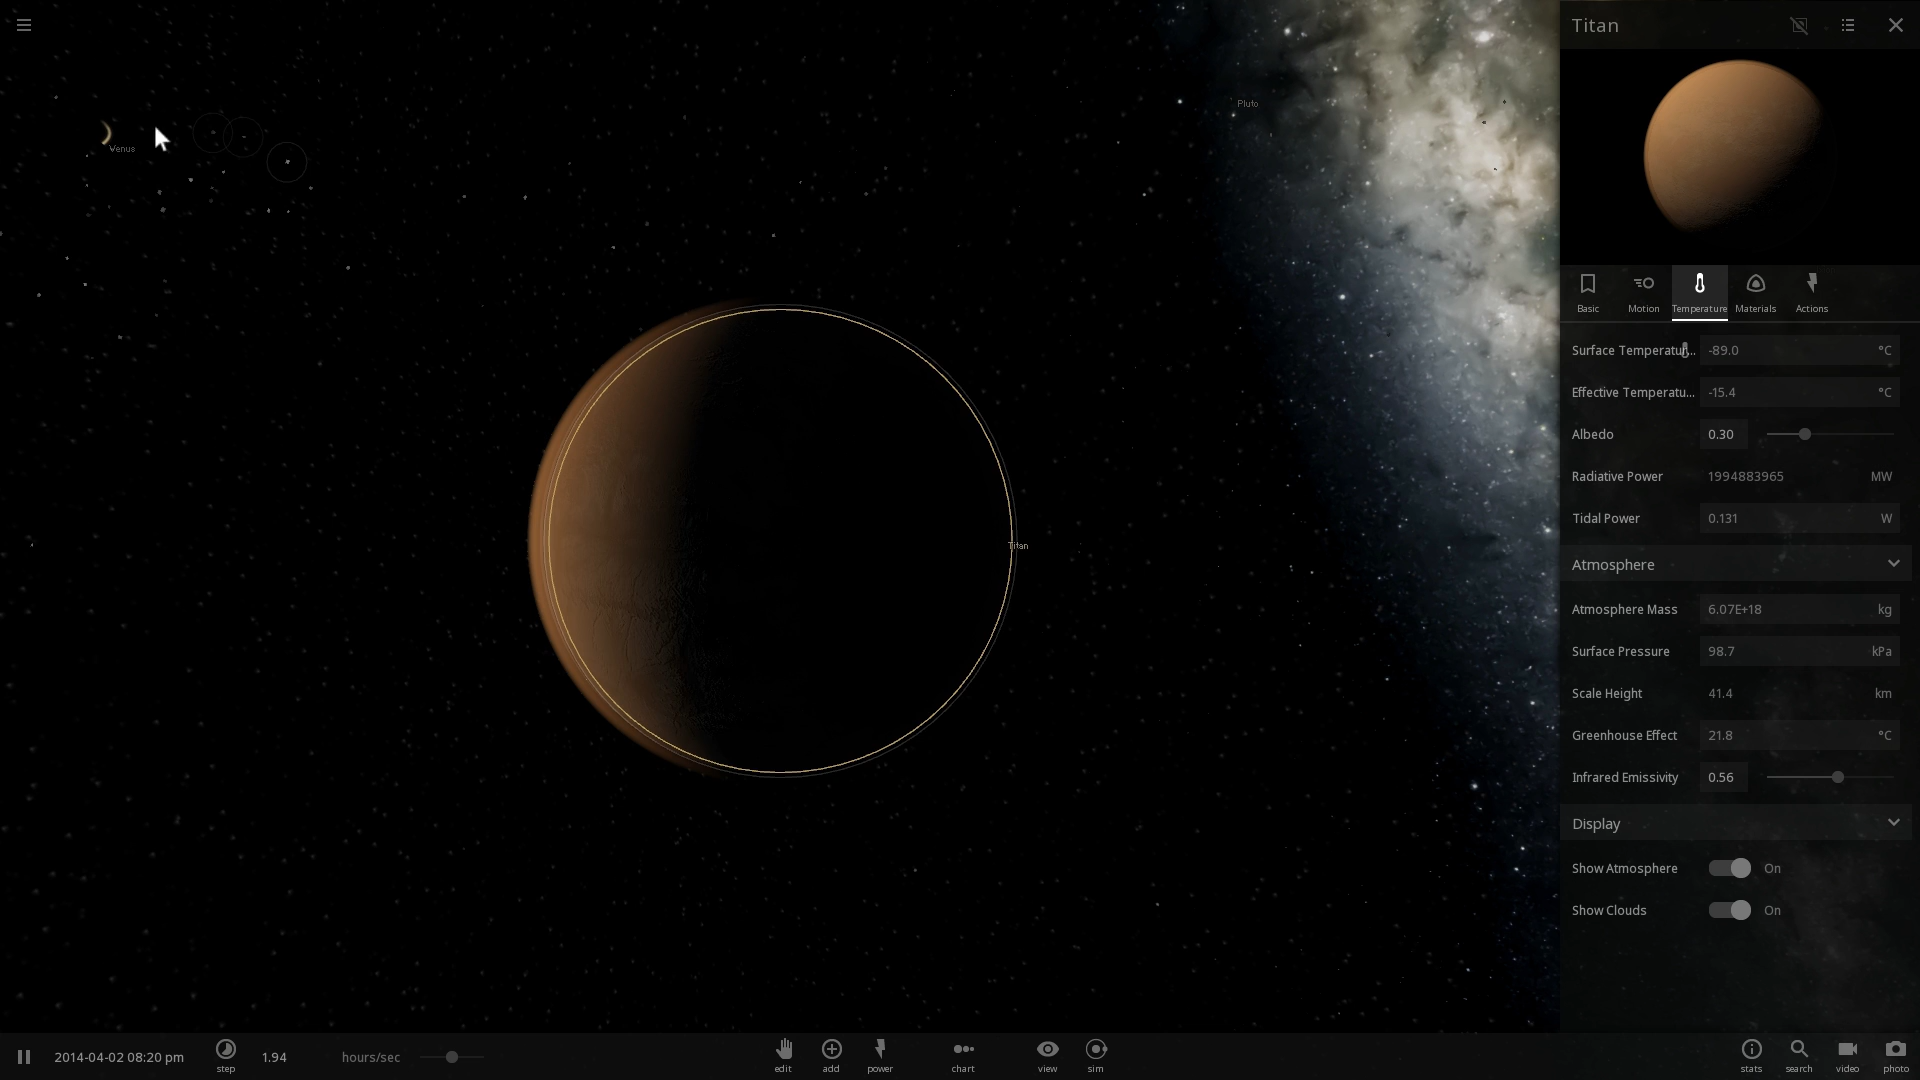 Titan
Venus
Pluto
Titan
Basic
Motion
Temperature
Materials
Actions
Surface Temperatur... -89.0 °C
Effective Temperatu... -15.4 °C
Albedo 0.30
Radiative Power 1994883965 MW
Tidal Power 0.131 W
Atmosphere
Atmosphere Mass 6.07E+18 kg
Surface Pressure 98.7 kPa
Scale Height 41.4 km
Greenhouse Effect 21.8 °C
Infrared Emissivity 0.56
Display
Show Atmosphere On
Show Clouds On
2014-04-02 08:20 pm
step
1.94 hours/sec
edit
add
power
chart
view
sim
stats
search
video
photo